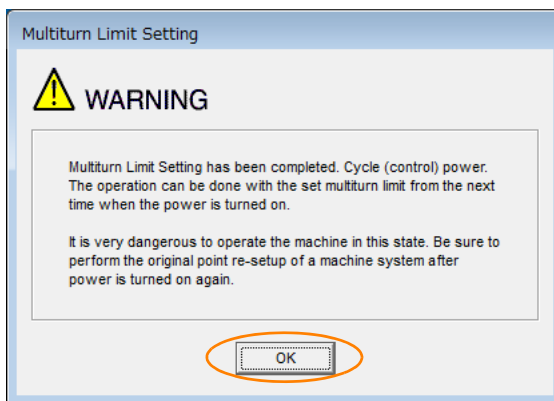 Multiturn Limit Setting
WARNING
Multiturn Limit Setting has been completed. Cycle (control) power.
The operation can be done with the set multiturn limit from the next
time when the power is turned on.
It is very dangerous to operate the machine in this state. Be sure to
perform the original point re-setup of a machine system after
power is turned on again.
OK